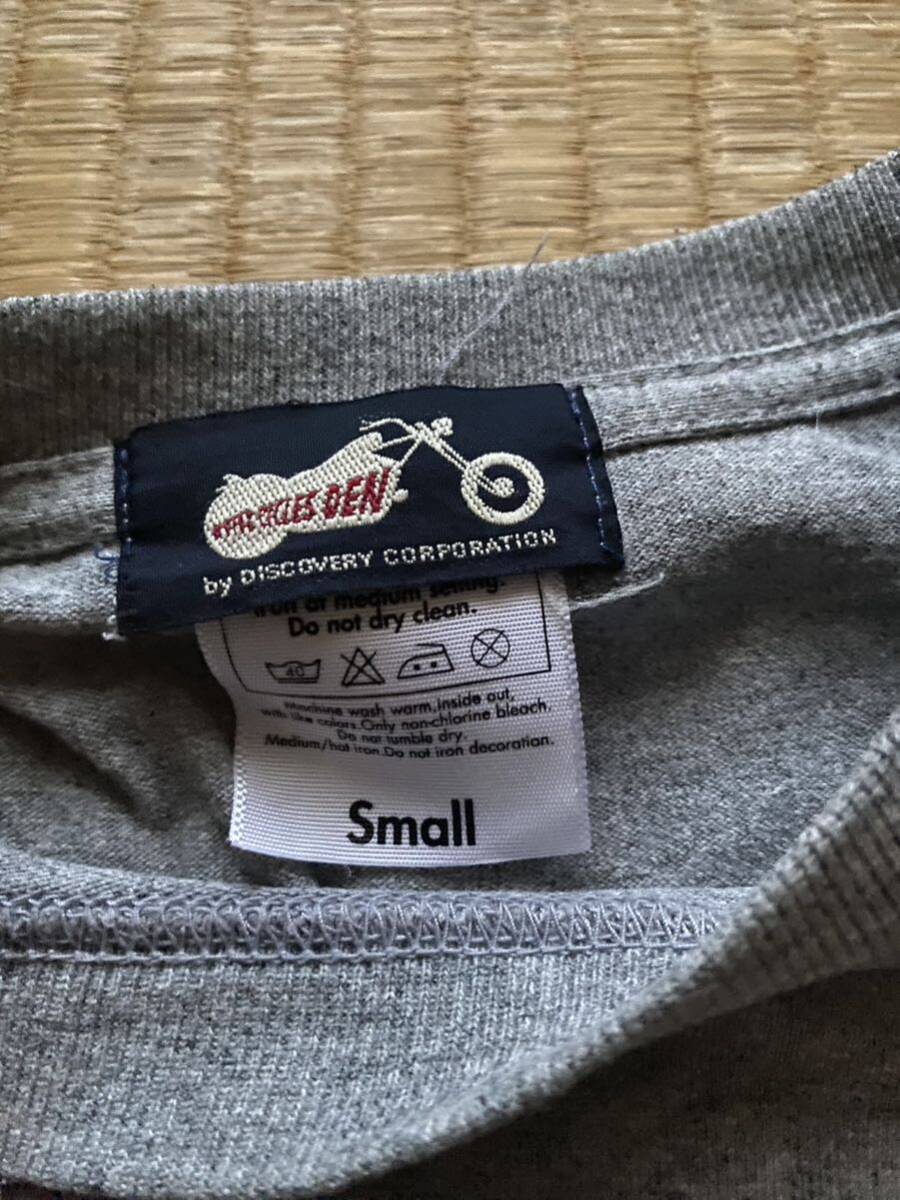 CYCLES DEN
by DISCOVERY CORPORATION
Iron at medium setting.
Do not dry clean.
40
Machine wash warm,inside out,
with like colors.Only non-chlorine bleach.
Do not tumble dry.
Medium/hot iron.Do not iron decoration.
Small